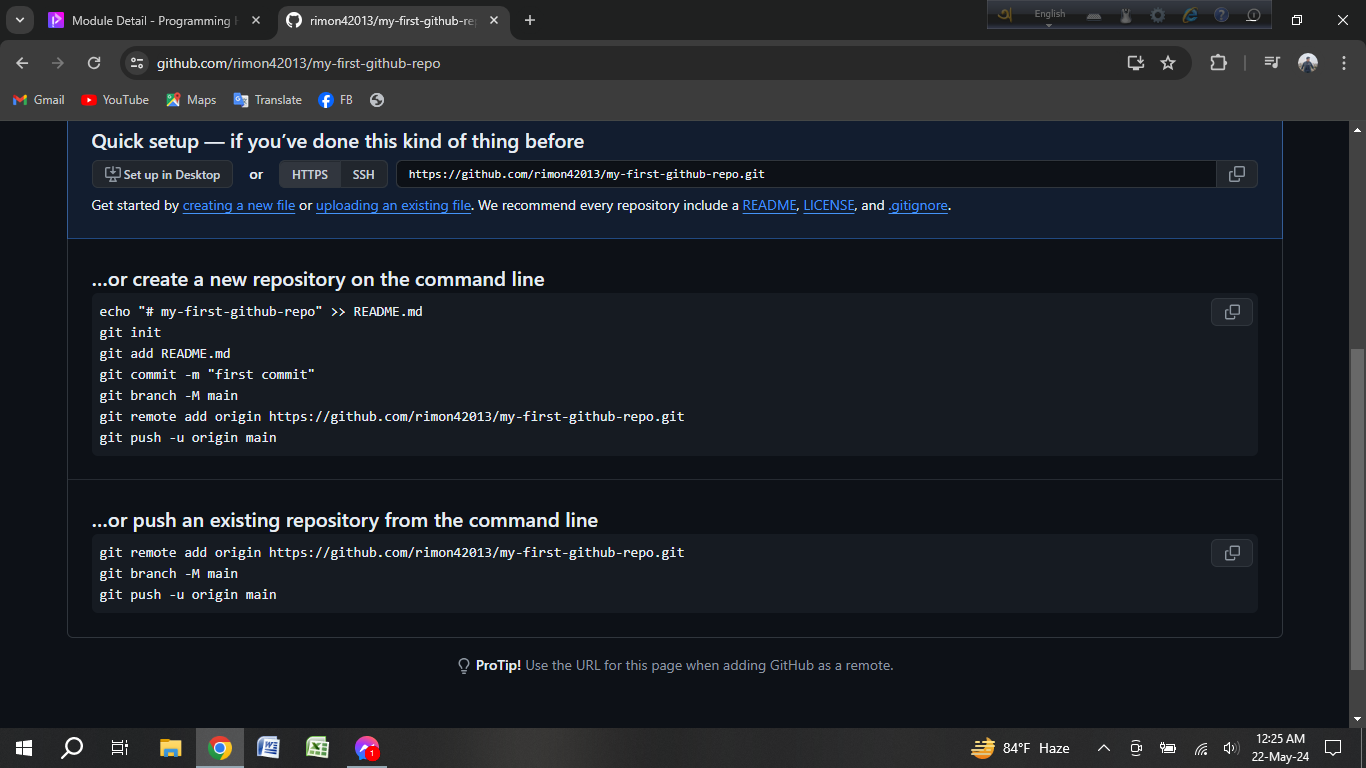 Module Detail - Programming H
rimon42013/my-first-github-rep
English
github.com/rimon42013/my-first-github-repo
Gmail YouTube Maps Translate FB
Quick setup — if you’ve done this kind of thing before
Set up in Desktop or HTTPS SSH https://github.com/rimon42013/my-first-github-repo.git
Get started by creating a new file or uploading an existing file. We recommend every repository include a README, LICENSE, and .gitignore.
…or create a new repository on the command line
echo "# my-first-github-repo" >> README.md
git init
git add README.md
git commit -m "first commit"
git branch -M main
git remote add origin https://github.com/rimon42013/my-first-github-repo.git
git push -u origin main
…or push an existing repository from the command line
git remote add origin https://github.com/rimon42013/my-first-github-repo.git
git branch -M main
git push -u origin main
ProTip! Use the URL for this page when adding GitHub as a remote.
1
84°F Haze
12:25 AM
22-May-24